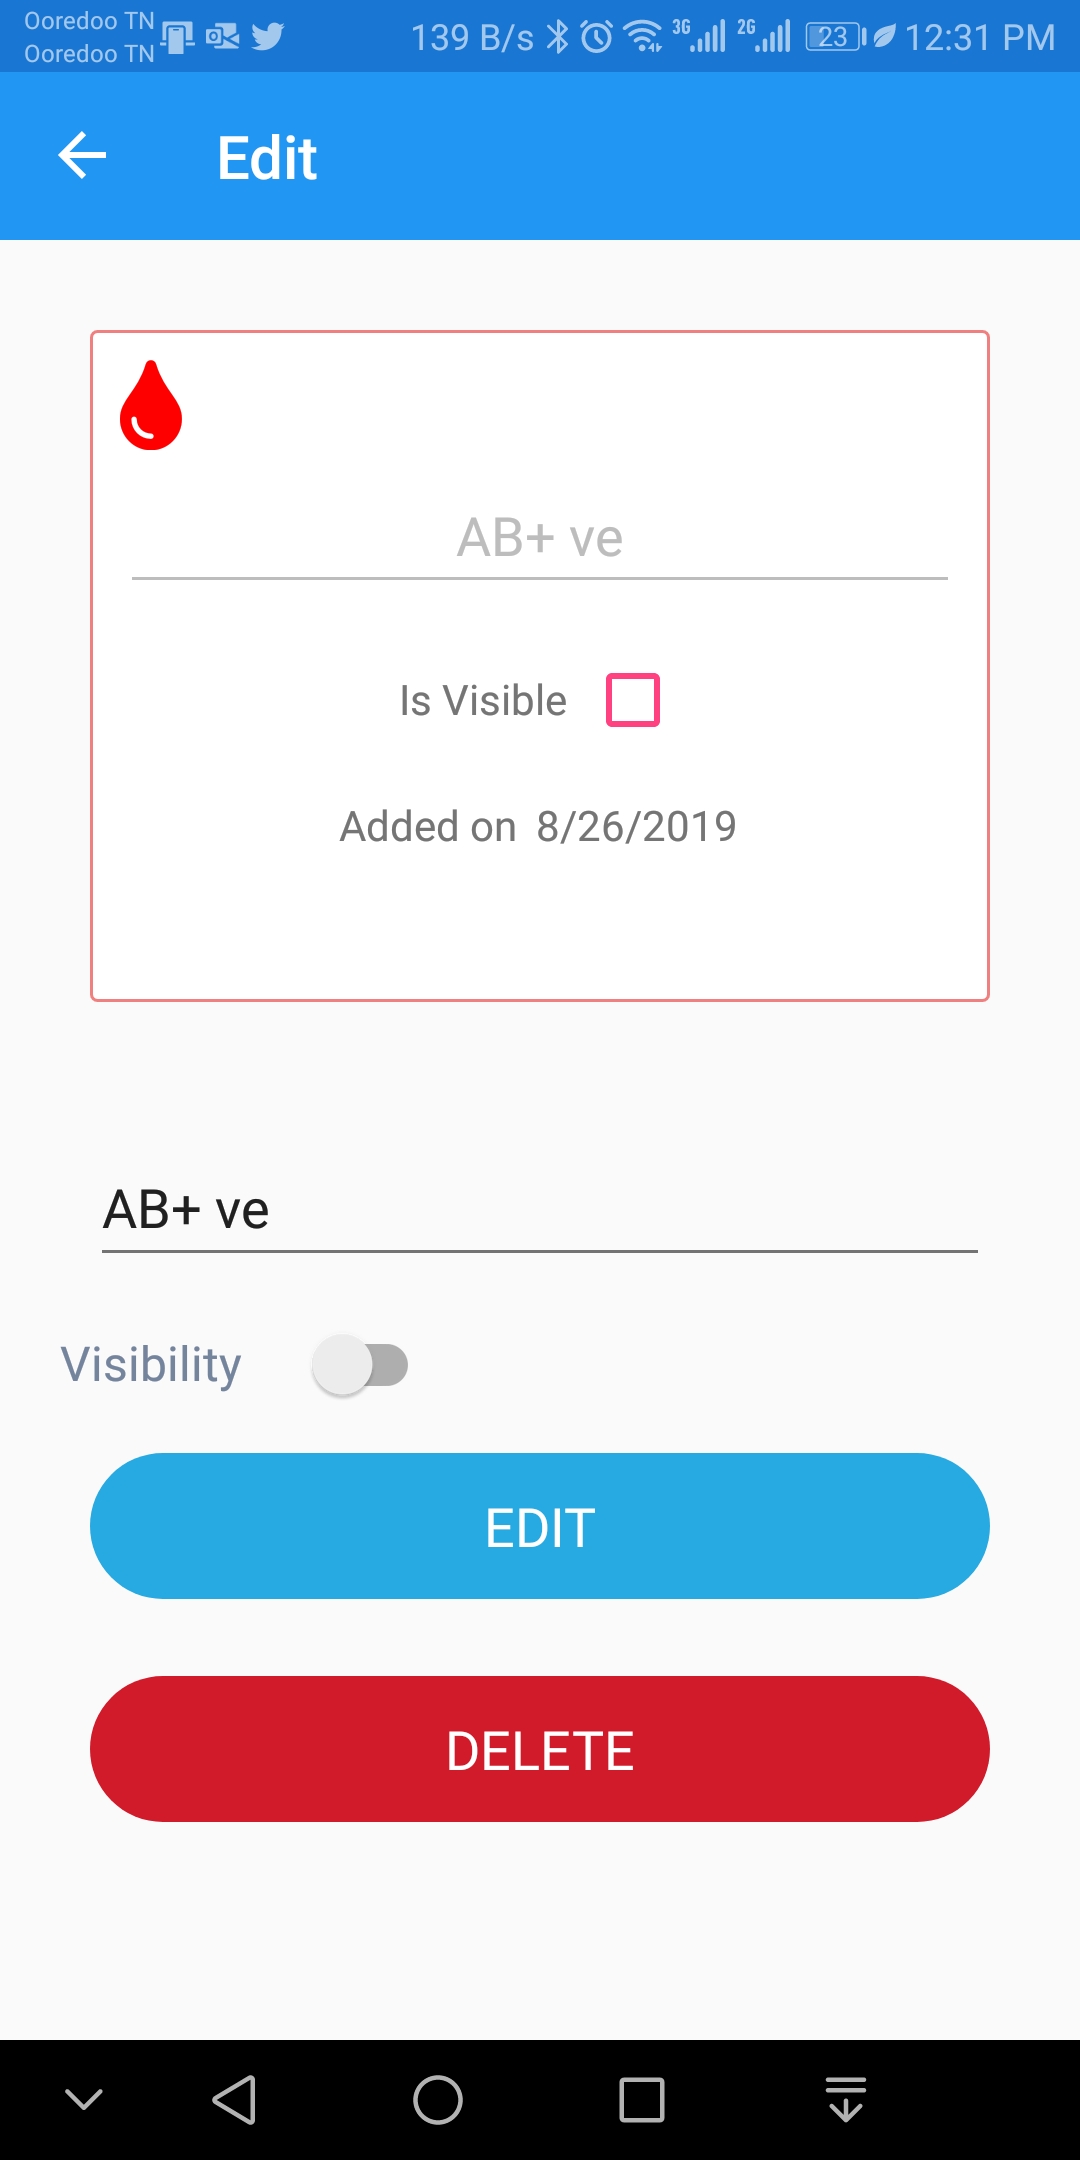 Ooredoo TN
Ooredoo TN
139 B/s 3G 2G 23 12:31 PM
Edit
AB+ ve
Is Visible
Added on 8/26/2019
AB+ ve
Visibility
EDIT
DELETE